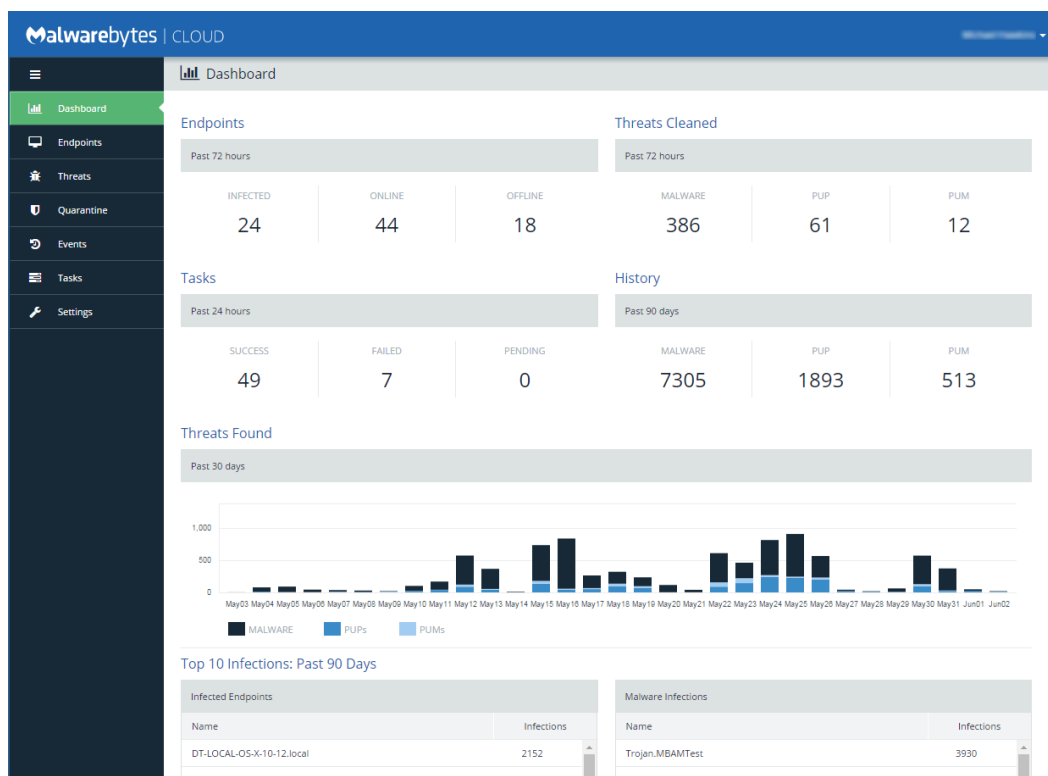 Malwarebytes | CLOUD
Dashboard
Dashboard
Endpoints
Threats
Quarantine
Events
Tasks
Settings
Endpoints
Past 72 hours
INFECTED ONLINE OFFLINE
24 44 18
Threats Cleaned
Past 72 hours
MALWARE PUP PUM
386 61 12
Tasks
Past 24 hours
SUCCESS FAILED PENDING
49 7 0
History
Past 90 days
MALWARE PUP PUM
7305 1893 513
Threats Found
Past 30 days
1,000
500
0
May03 May04 May05 May06 May07 May08 May09 May10 May11 May12 May13 May14 May15 May16 May17 May18 May19 May20 May21 May22 May23 May24 May25 May26 May27 May28 May29 May30 May31 Jun01 Jun02
MALWARE PUPs PUMs
Top 10 Infections: Past 90 Days
Infected Endpoints
Name Infections
DT-LOCAL-OS-X-10-12.local 2152
Malware Infections
Name Infections
Trojan.MBAMTest 3930